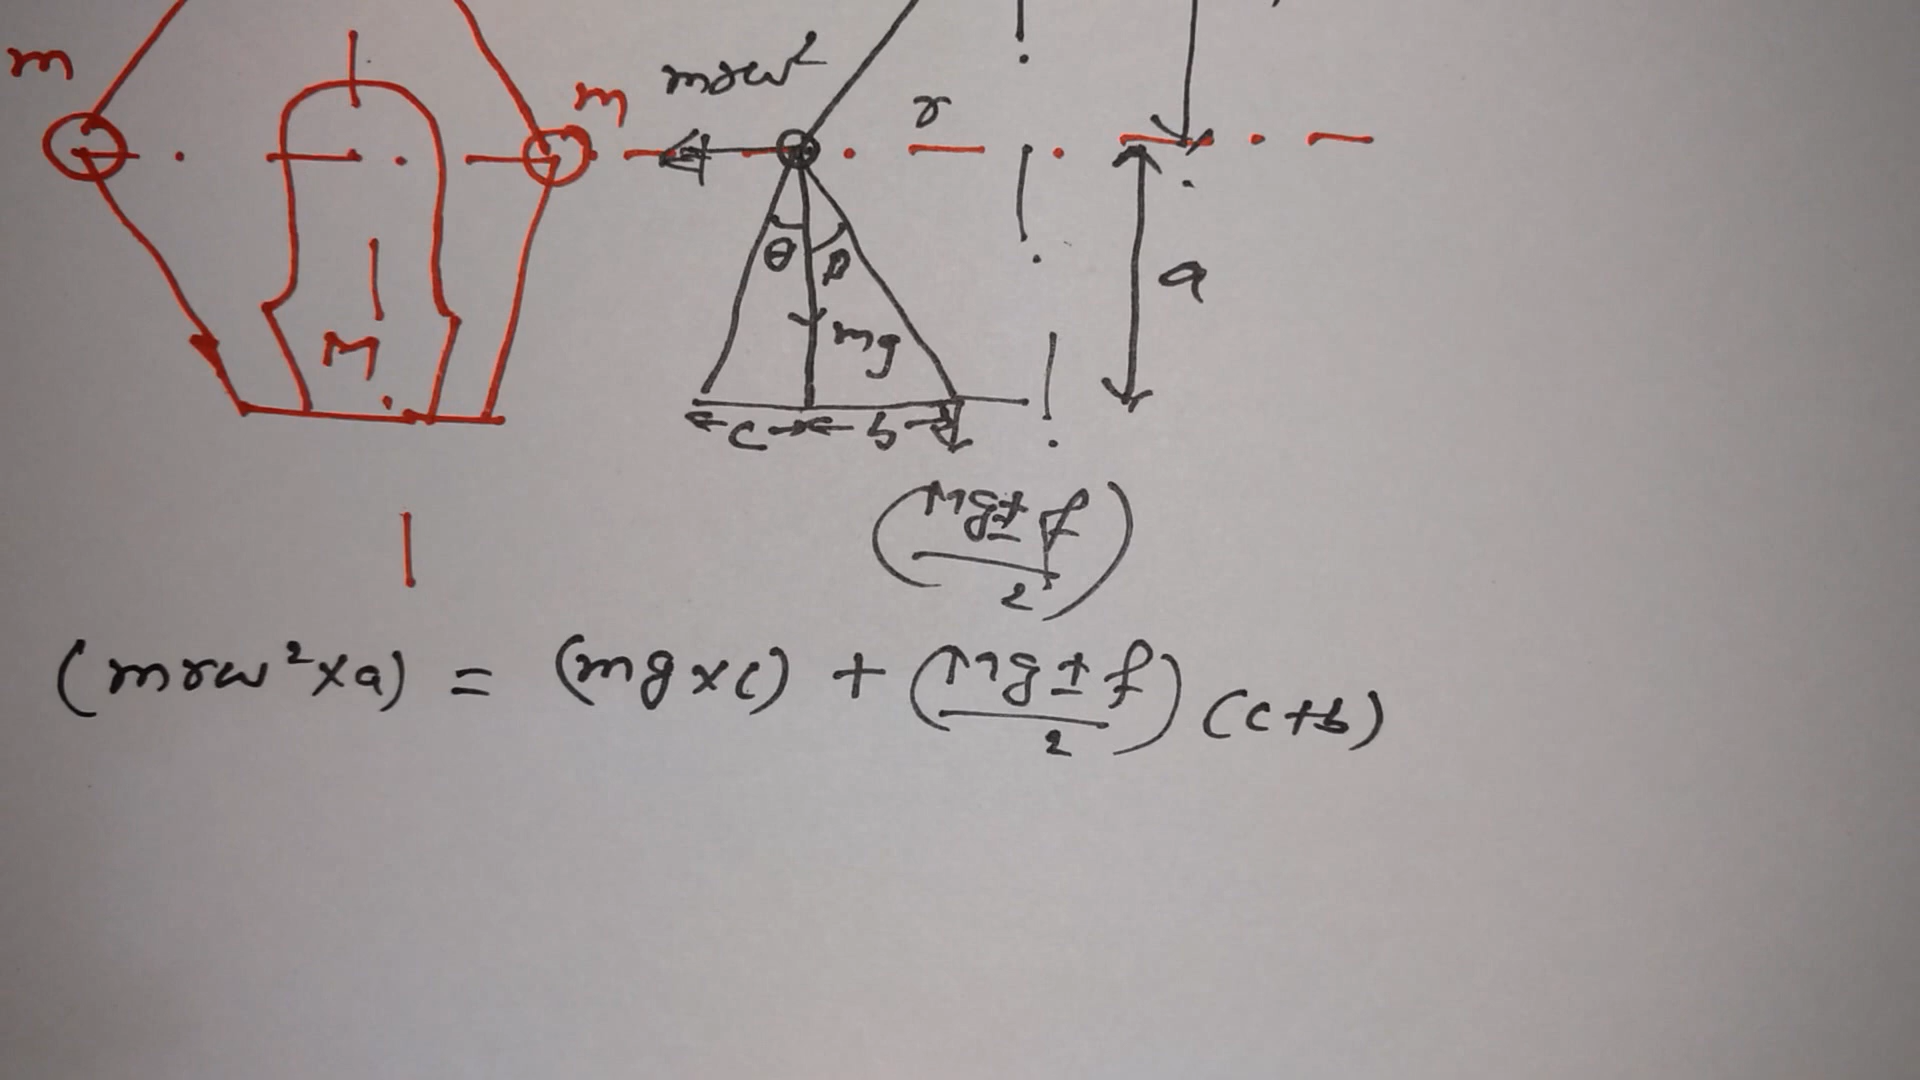 m
mrω²
m
r
θ β
a
mg
M
c b
(Mg ± f / 2)
(mrω² × a) = (mg × c) + (Mg ± f / 2) (c + b)